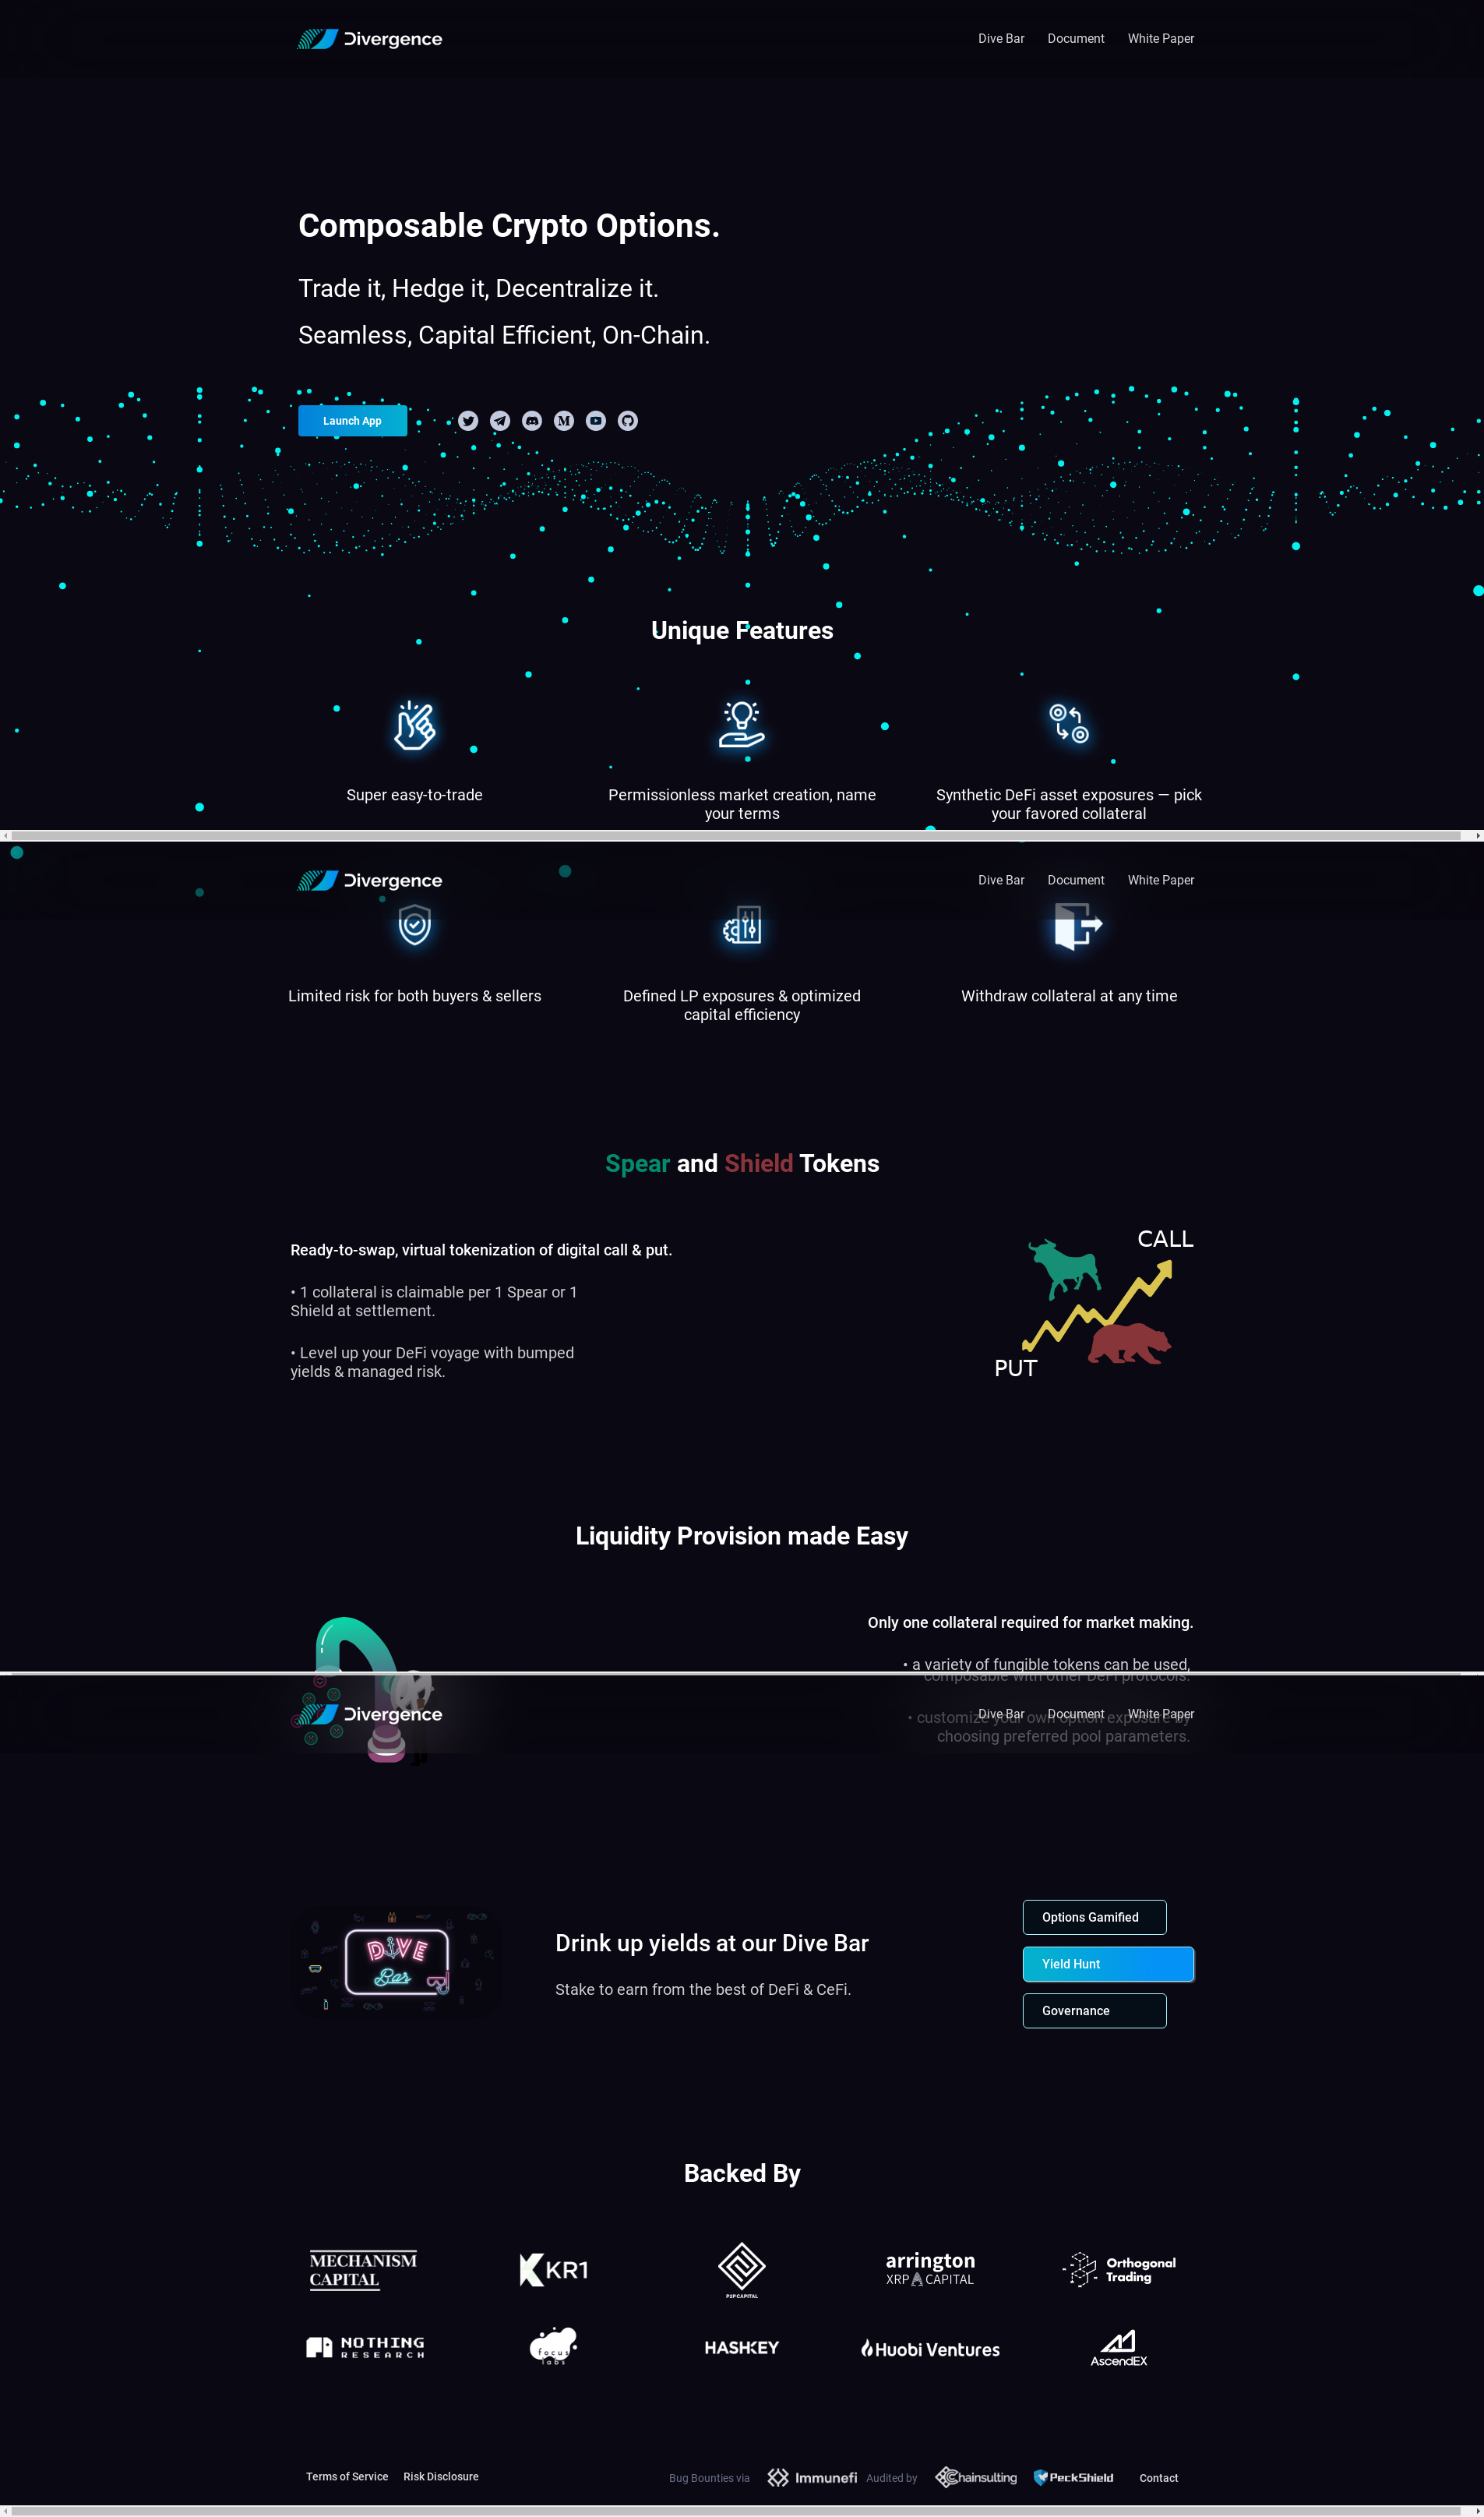 Divergence
Dive Bar Document White Paper
Composable Crypto Options.
Trade it, Hedge it, Decentralize it.
Seamless, Capital Efficient, On-Chain.
Launch App
Unique Features
Super easy-to-trade
Permissionless market creation, name
your terms
Synthetic DeFi asset exposures — pick
your favored collateral
Divergence
Dive Bar Document White Paper
Limited risk for both buyers & sellers
Defined LP exposures & optimized
capital efficiency
Withdraw collateral at any time
Spear and Shield Tokens
Ready-to-swap, virtual tokenization of digital call & put.
• 1 collateral is claimable per 1 Spear or 1
Shield at settlement.
• Level up your DeFi voyage with bumped
yields & managed risk.
CALL
PUT
Liquidity Provision made Easy
Only one collateral required for market making.
• a variety of fungible tokens can be used,
composable with other DeFi protocols.
Divergence
Dive Bar Document White Paper
• customize your own option exposure by
choosing preferred pool parameters.
DIVE
Bar
Drink up yields at our Dive Bar
Stake to earn from the best of DeFi & CeFi.
Options Gamified
Yield Hunt
Governance
Backed By
MECHANISM
CAPITAL
KR1
P2P CAPITAL
arrington
XRP CAPITAL
Orthogonal
Trading
NOTHING
RESEARCH
focus
labs
HASHKEY
Huobi Ventures
AscendEX
Terms of Service Risk Disclosure
Bug Bounties via Immunefi Audited by Chainsulting PeckShield Contact